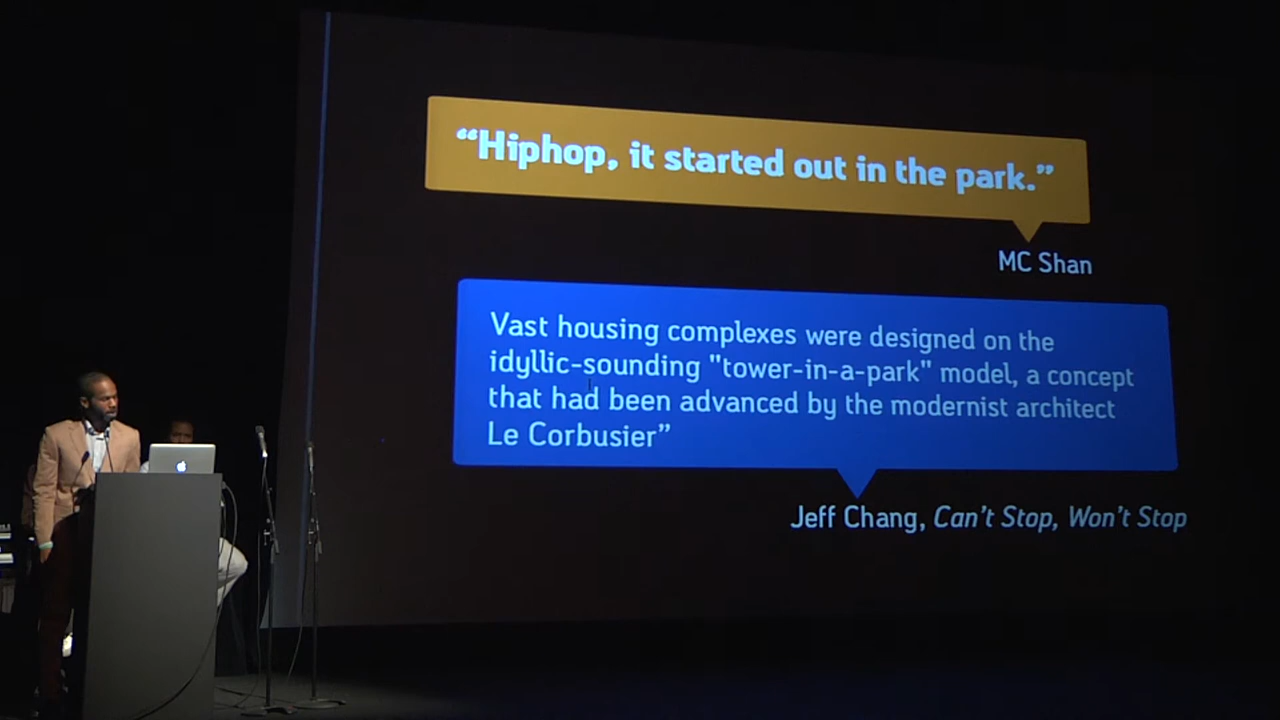 “Hiphop, it started out in the park.”
MC Shan
Vast housing complexes were designed on the
idyllic-sounding "tower-in-a-park" model, a concept
that had been advanced by the modernist architect
Le Corbusier”
Jeff Chang, Can’t Stop, Won’t Stop